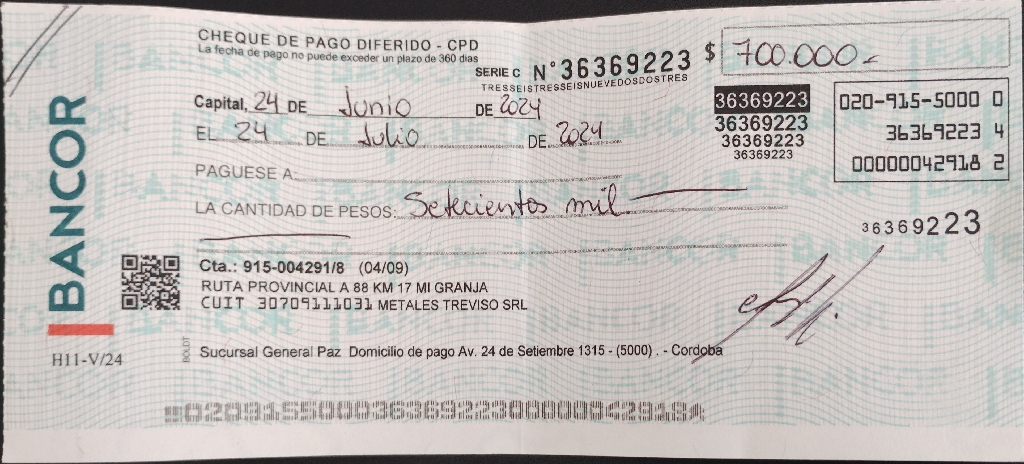 CHEQUE DE PAGO DIFERIDO - CPD
La fecha de pago no puede exceder un plazo de 360 días
SERIE C N°36369223
TRESSEISTRESSEISNUEVEDOSDOSTRES
$ 700.000.-
Capital, 24 DE Junio DE 2024
EL 24 DE Julio DE 2024
36369223
36369223
36369223
36369223
020-915-5000 0
36369223 4
00000042918 2
PAGUESE A:
LA CANTIDAD DE PESOS: Setecientos mil
36369223
BANCOR
Cta.: 915-004291/8 (04/09)
RUTA PROVINCIAL A 88 KM 17 MI GRANJA
CUIT 30709111031 METALES TREVISO SRL
H11-V/24
BOLDT
Sucursal General Paz Domicilio de pago Av. 24 de Setiembre 1315 - (5000) . - Cordoba